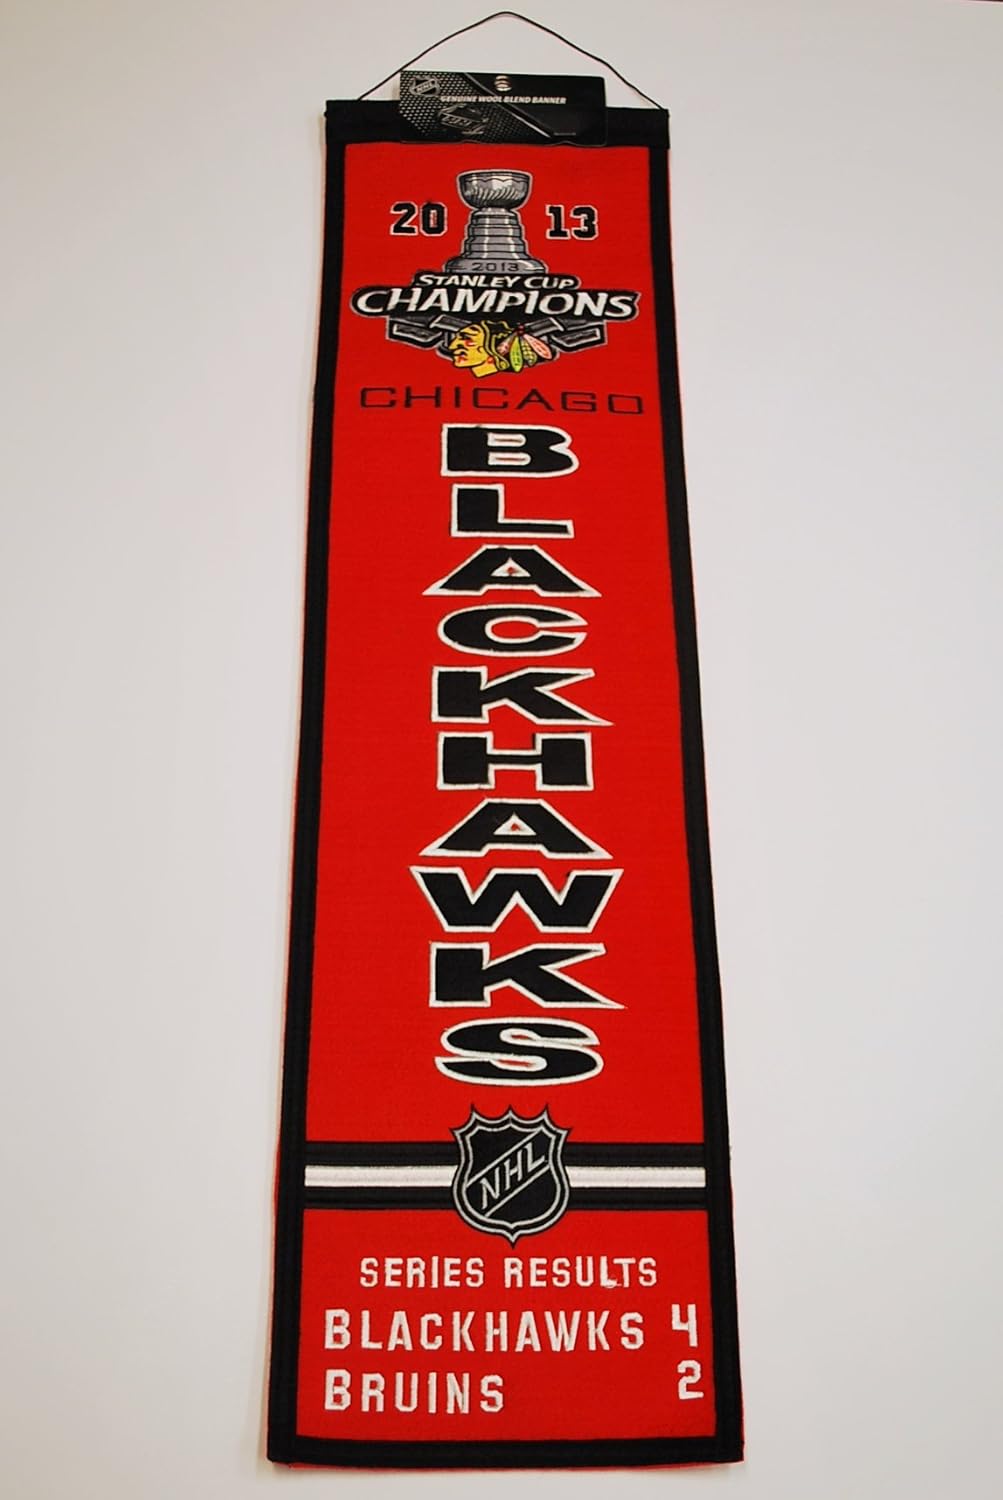 NHL
GENUINE WOOL BLEND BANNER
20 13
2013
STANLEY CUP
CHAMPIONS
CHICAGO
BLACKHAWKS
NHL
SERIES RESULTS
BLACKHAWKS 4
BRUINS 2